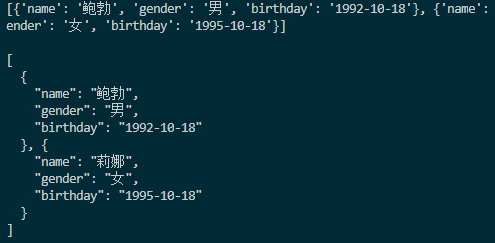 [{'name': '鲍勃', 'gender': '男', 'birthday': '1992-10-18'}, {'name':
ender': '女', 'birthday': '1995-10-18'}]
[
  {
    "name": "鲍勃",
    "gender": "男",
    "birthday": "1992-10-18"
  }, {
    "name": "莉娜",
    "gender": "女",
    "birthday": "1995-10-18"
  }
]